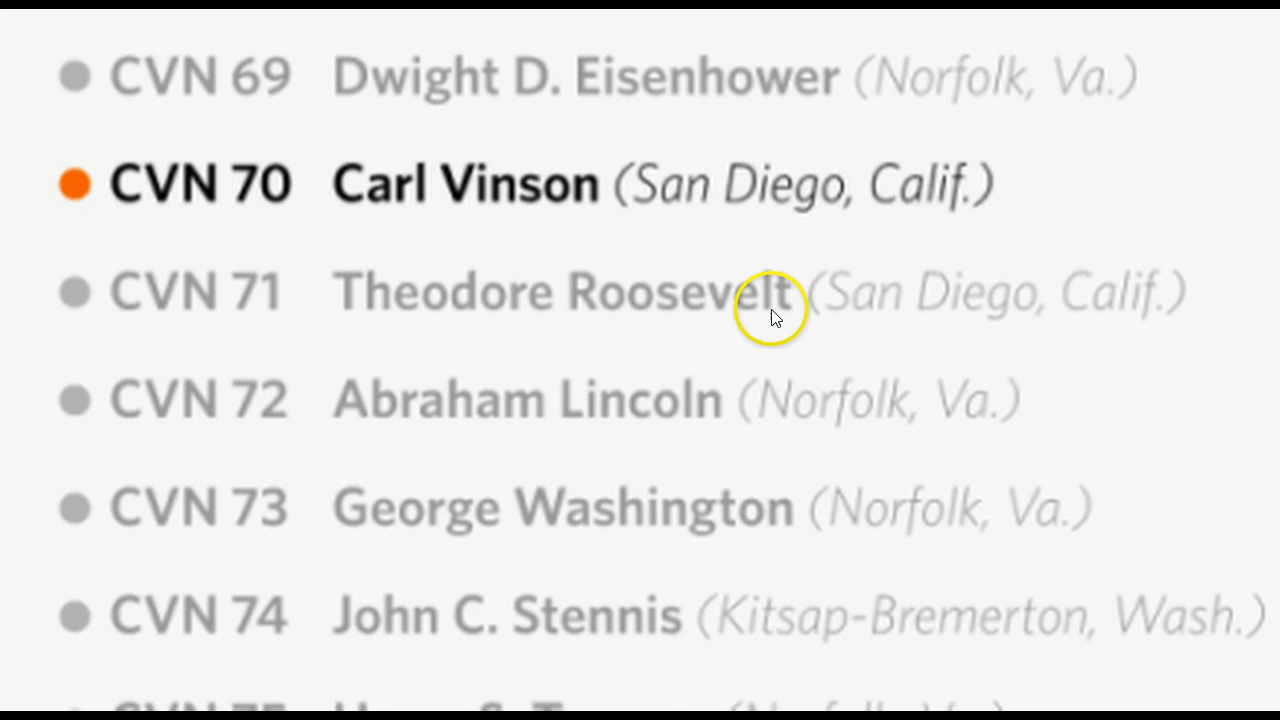 CVN 69 Dwight D. Eisenhower (Norfolk, Va.)
CVN 70 Carl Vinson (San Diego, Calif.)
CVN 71 Theodore Roosevelt (San Diego, Calif.)
CVN 72 Abraham Lincoln (Norfolk, Va.)
CVN 73 George Washington (Norfolk, Va.)
CVN 74 John C. Stennis (Kitsap-Bremerton, Wash.)